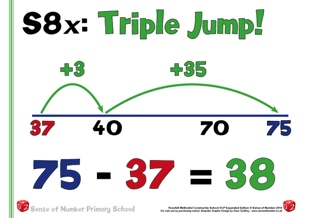 S8x: Triple Jump!
+3 +35
37 40 70 75
75 - 37 = 38
Sense of Number Primary School